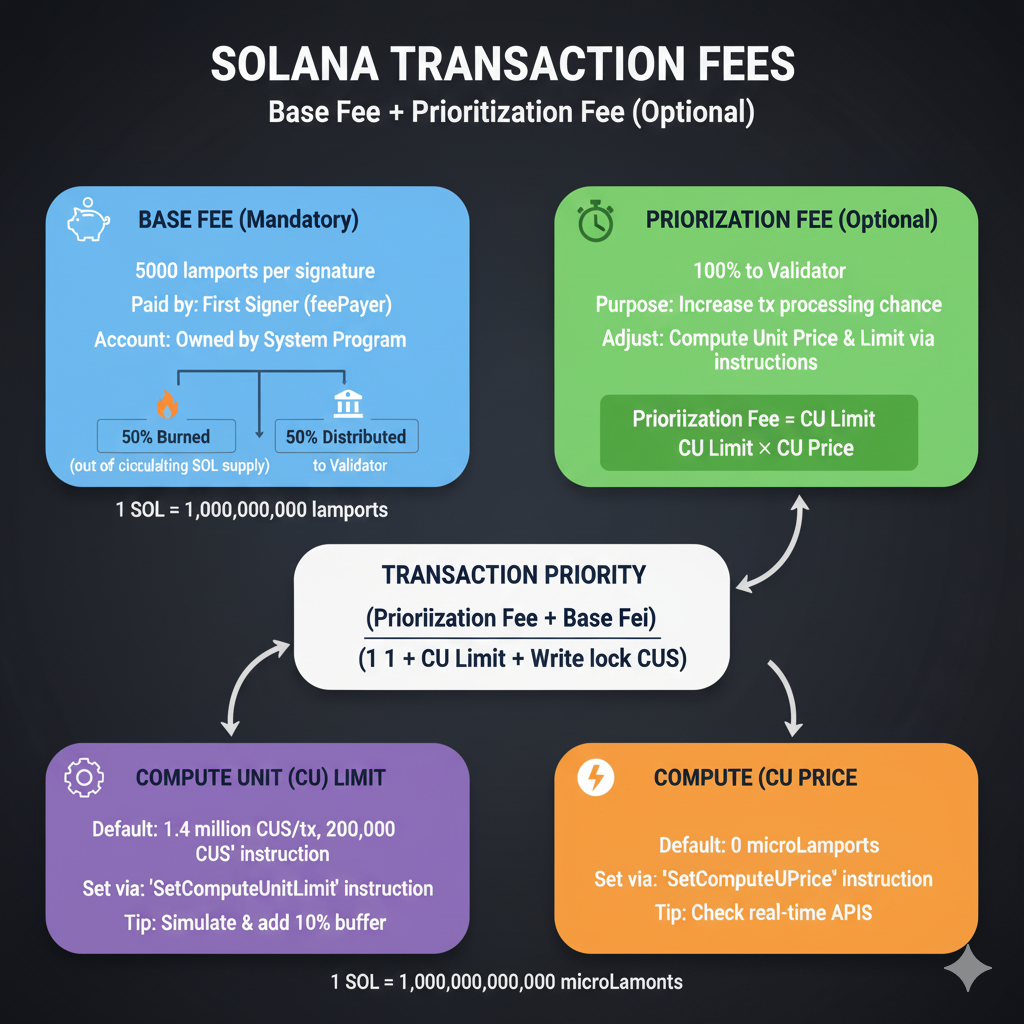 SOLANA TRANSACTION FEES
Base Fee + Prioritization Fee (Optional)
BASE FEE (Mandatory)
5000 lamports per signature
Paid by: First Signer (feePayer)
Account: Owned by System Program
50% Burned
(out of cicculating SOL supply)
50% Distributed
to Validator
1 SOL = 1,000,000,000 lamports
PRIORIZATION FEE (Optional)
100% to Validator
Purpose: Increase tx processing chance
Adjust: Compute Unit Price & Limit via
instructions
Prioriization Fee = CU Limit
CU Limit × CU Price
TRANSACTION PRIORITY
(Prioriization Fee + Base Fei)
(1 1 + CU Limit + Write lock CUS)
COMPUTE UNIT (CU) LIMIT
Default: 1.4 million CUS/tx, 200,000
CUS' instruction
Set via: 'SetComputeUnitLimit' instruction
Tip: Simulate & add 10% buffer
COMPUTE (CU PRICE
Default: 0 microLamports
Set via: 'SetComputeUPrice' instruction
Tip: Check real-time APIS
1 SOL = 1,000,000,000,000 microLamonts